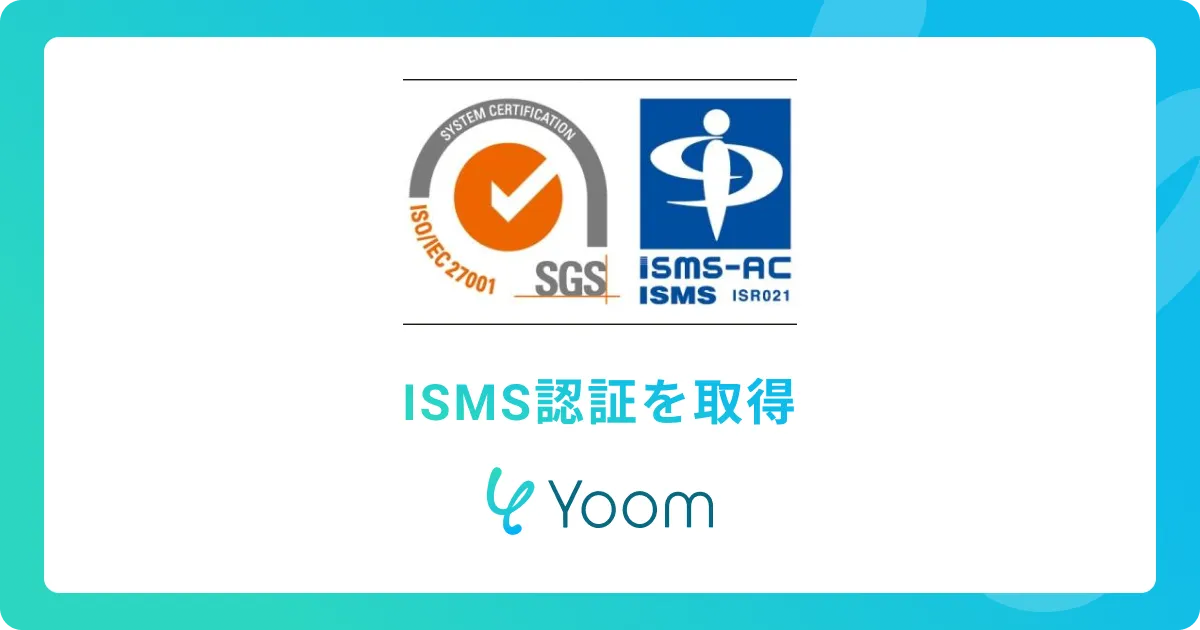 SYSTEM CERTIFICATION
ISO/IEC 27001
SGS
ISMS-AC
ISMS ISR021
ISMS認証を取得
Yoom